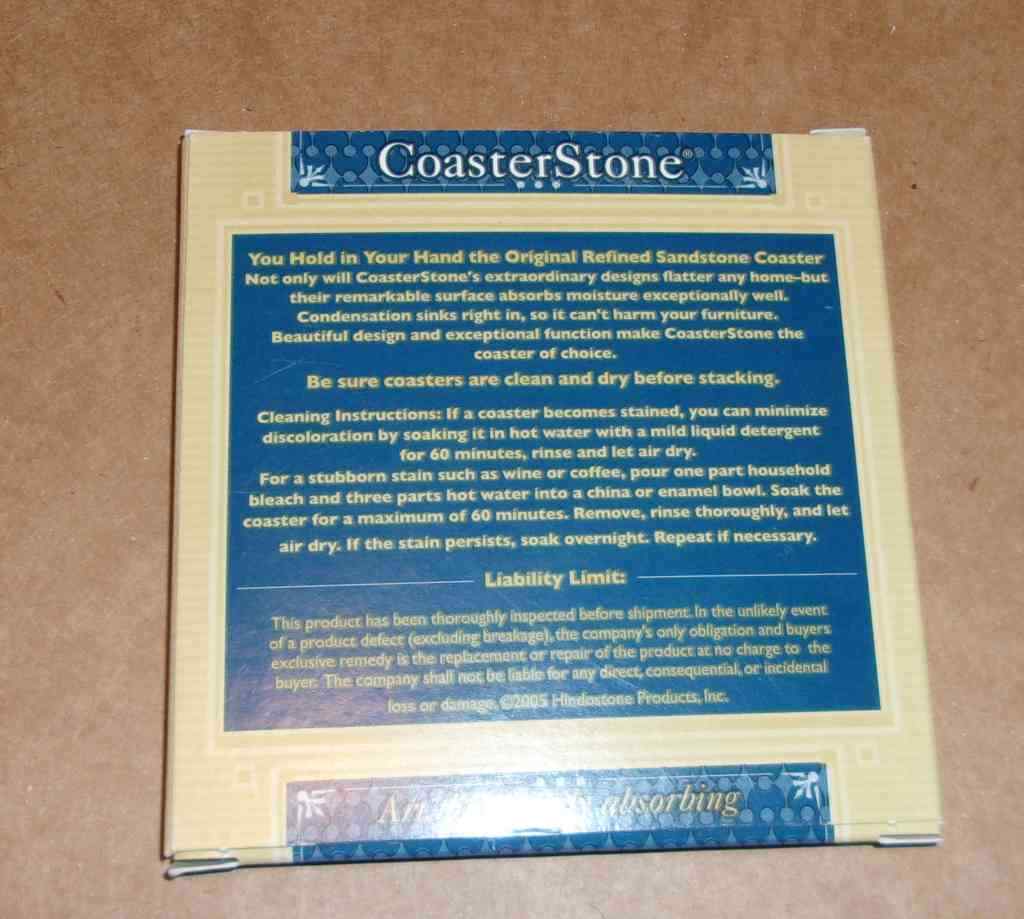 CoasterStone®
You Hold in Your Hand the Original Refined Sandstone Coaster
Not only will CoasterStone's extraordinary designs flatter any home–but
their remarkable surface absorbs moisture exceptionally well.
Condensation sinks right in, so it can't harm your furniture.
Beautiful design and exceptional function make CoasterStone the
coaster of choice.
Be sure coasters are clean and dry before stacking.
Cleaning Instructions: If a coaster becomes stained, you can minimize
discoloration by soaking it in hot water with a mild liquid detergent
for 60 minutes, rinse and let air dry.
For a stubborn stain such as wine or coffee, pour one part household
bleach and three parts hot water into a china or enamel bowl. Soak the
coaster for a maximum of 60 minutes. Remove, rinse thoroughly, and let
air dry. If the stain persists, soak overnight. Repeat if necessary.
Liability Limit:
This product has been thoroughly inspected before shipment. In the unlikely event
of a product defect (excluding breakage), the company's only obligation and buyers
exclusive remedy is the replacement or repair of the product at no charge to the
buyer. The company shall not be liable for any direct, consequential, or incidental
loss or damage. ©2005 Hindostone Products, Inc.
absorbing